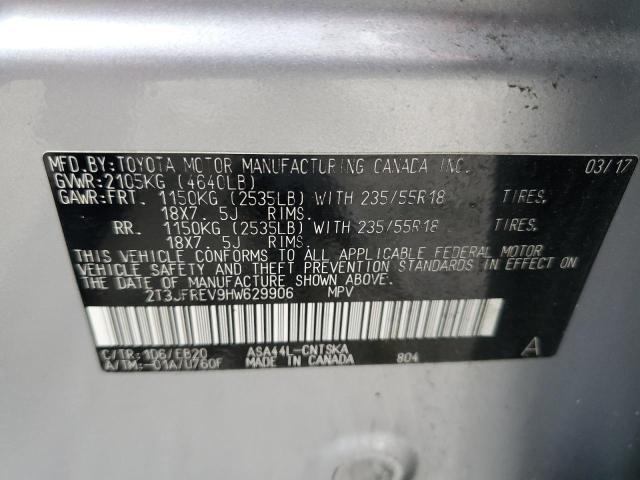 MFD.BY:TOYOTA MOTOR MANUFACTURING CANADA INC. 03/17
GVWR:2105KG (4640LB)
GAWR:FRT. 1150KG (2535LB) WITH 235/55R18 TIRES,
18X7.5J RIMS.
RR. 1150KG (2535LB) WITH 235/55R18 TIRES,
18X7.5J RIMS.
THIS VEHICLE CONFORMS TO ALL APPLICABLE FEDERAL MOTOR
VEHICLE SAFETY AND THEFT PREVENTION STANDARDS IN EFFECT ON
THE DATE OF MANUFACTURE SHOWN ABOVE.
2T3JFREV9HW629906 MPV
C/TR:1D6/EB20 ASA44L-CNTSKA A
A/TM:-01A/U760F MADE IN CANADA 804